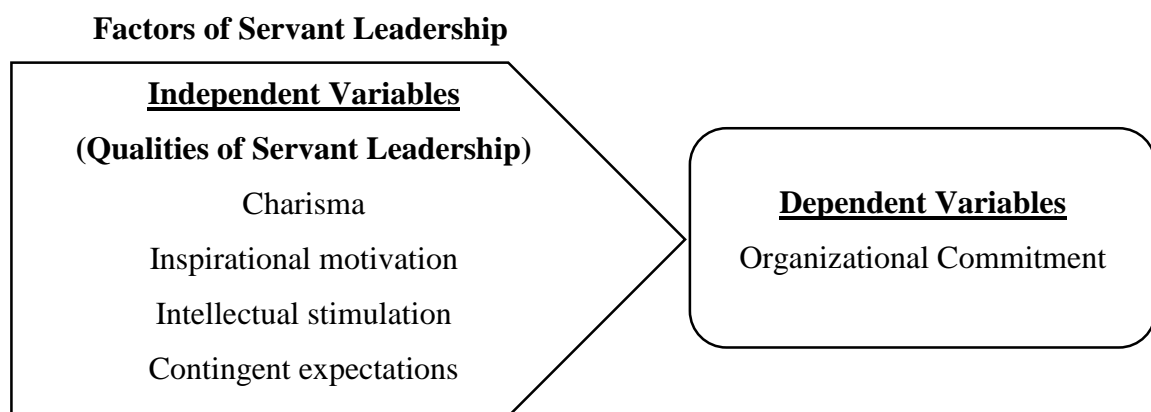 Factors of Servant Leadership
Independent Variables
(Qualities of Servant Leadership)
Charisma
Inspirational motivation
Intellectual stimulation
Contingent expectations
Dependent Variables
Organizational Commitment